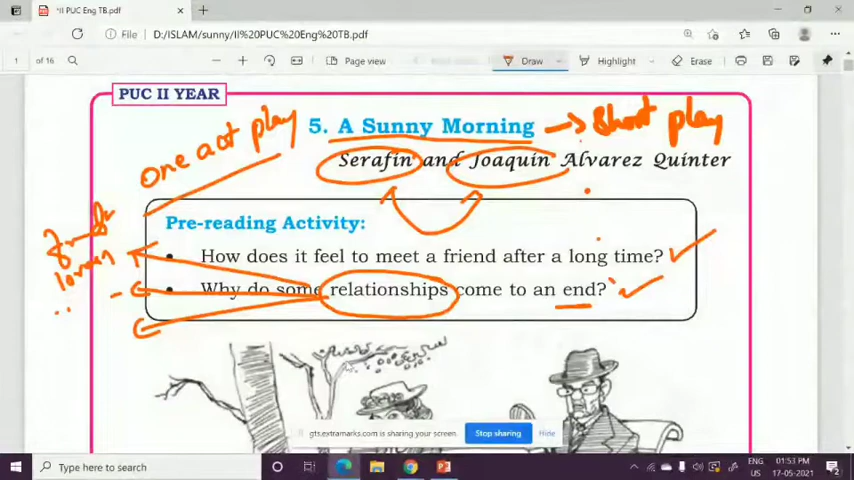 *II PUC Eng TB.pdf
File D:/ISLAM/sunny/II%20PUC%20Eng%20TB.pdf
1 of 16 Page view Draw Highlight Erase
PUC II YEAR
one act play
5. A Sunny Morning → Short play
Serafin and Joaquin Alvarez Quinter
Pre-reading Activity:
• How does it feel to meet a friend after a long time?
• Why do some relationships come to an end?
gts.extramarks.com is sharing your screen. Stop sharing Hide
Type here to search
ENG 01:53 PM
US 17-05-2021